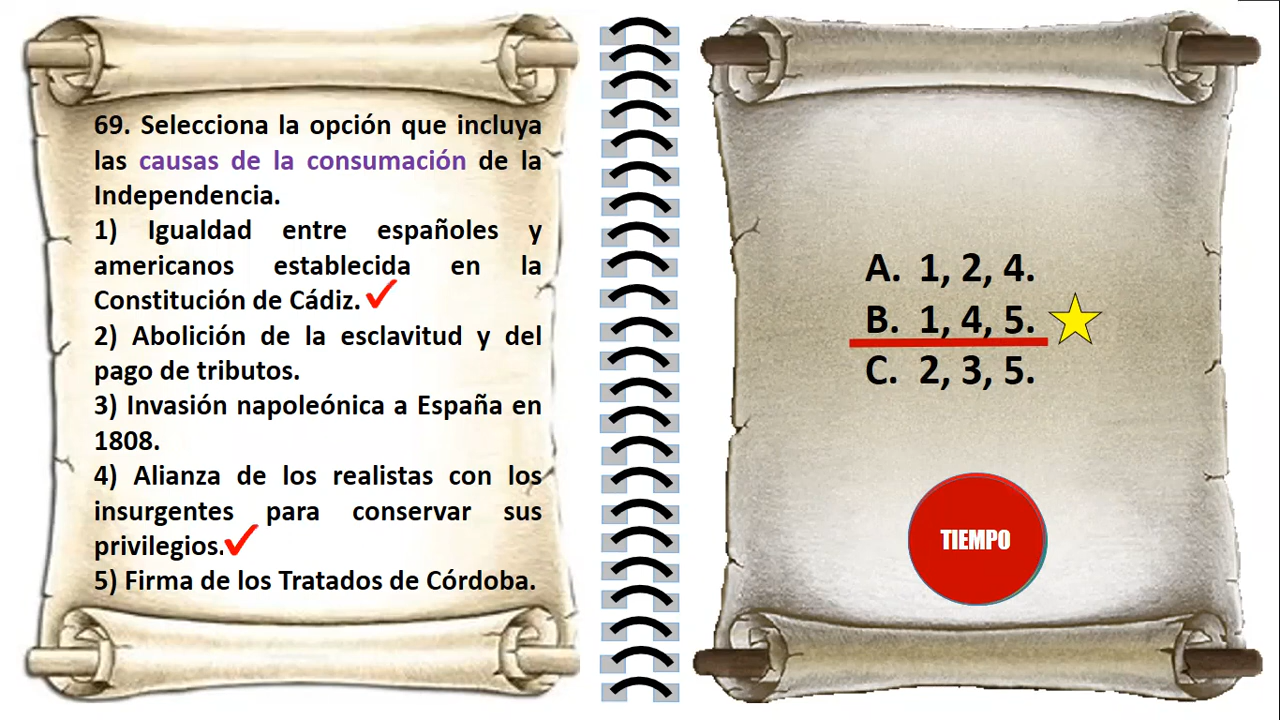 69. Selecciona la opción que incluya
las causas de la consumación de la
Independencia.
1) Igualdad entre españoles y
americanos establecida en la
Constitución de Cádiz.
2) Abolición de la esclavitud y del
pago de tributos.
3) Invasión napoleónica a España en
1808.
4) Alianza de los realistas con los
insurgentes para conservar sus
privilegios.
5) Firma de los Tratados de Córdoba.
A. 1, 2, 4.
B. 1, 4, 5.
C. 2, 3, 5.
TIEMPO